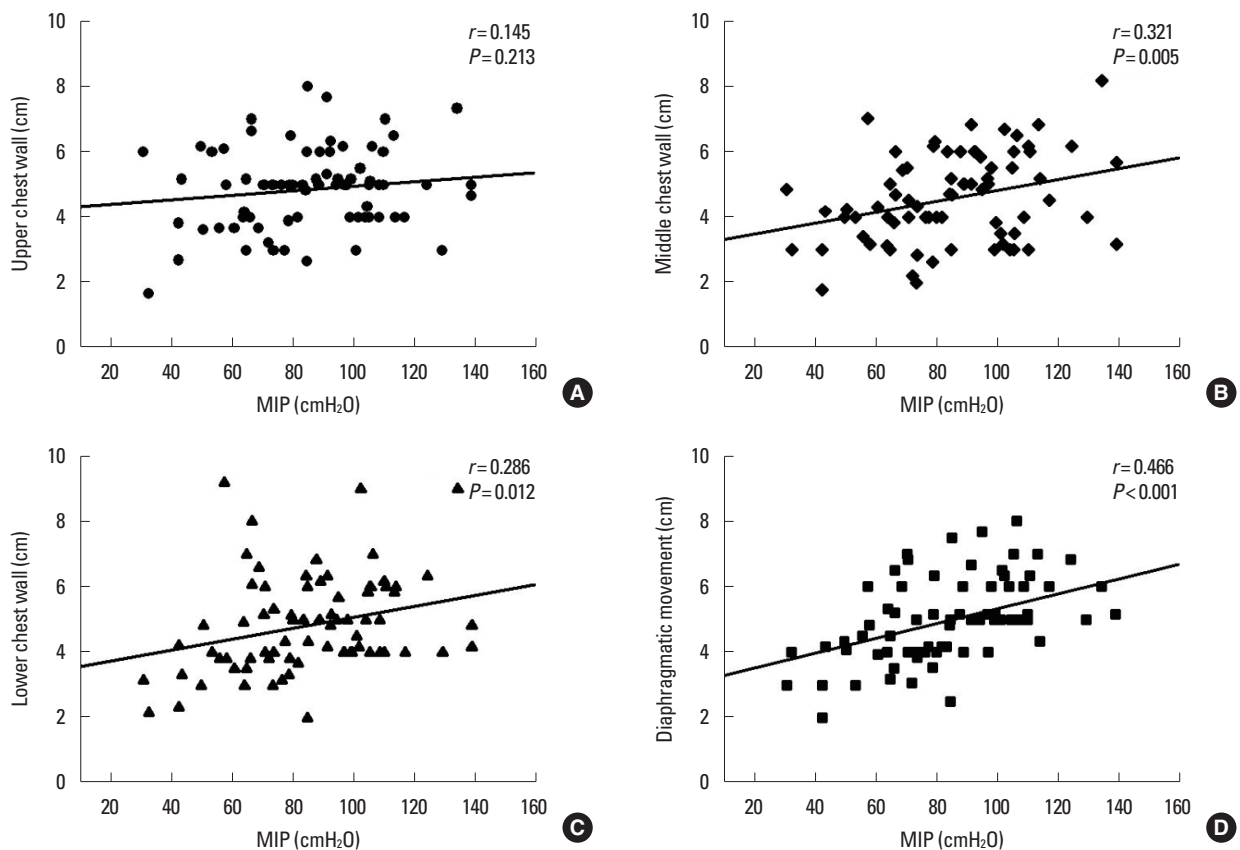 10
8
6
4
2
0
Upper chest wall (cm)
r=0.145
P=0.213
20 40 60 80 100 120 140 160
MIP (cmH₂O)
A
10
8
6
4
2
0
Middle chest wall (cm)
r=0.321
P=0.005
20 40 60 80 100 120 140 160
MIP (cmH₂O)
B
10
8
6
4
2
0
Lower chest wall (cm)
r=0.286
P=0.012
20 40 60 80 100 120 140 160
MIP (cmH₂O)
C
10
8
6
4
2
0
Diaphragmatic movement (cm)
r=0.466
P<0.001
20 40 60 80 100 120 140 160
MIP (cmH₂O)
D